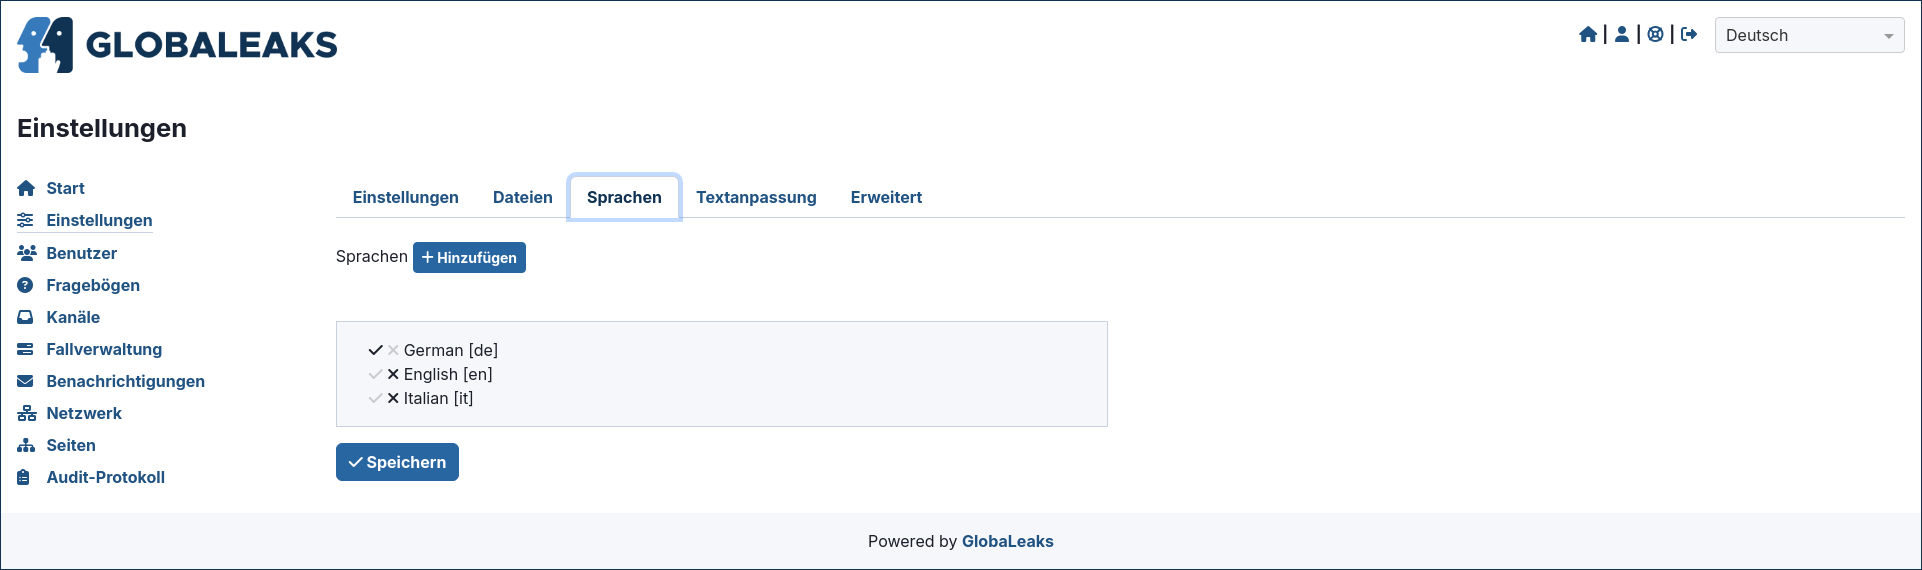 GLOBALEAKS
Deutsch
Einstellungen
Start
Einstellungen
Benutzer
Fragebögen
Kanäle
Fallverwaltung
Benachrichtigungen
Netzwerk
Seiten
Audit-Protokoll
Einstellungen Dateien Sprachen Textanpassung Erweitert
Sprachen Hinzufügen
German [de]
English [en]
Italian [it]
Speichern
Powered by GlobaLeaks